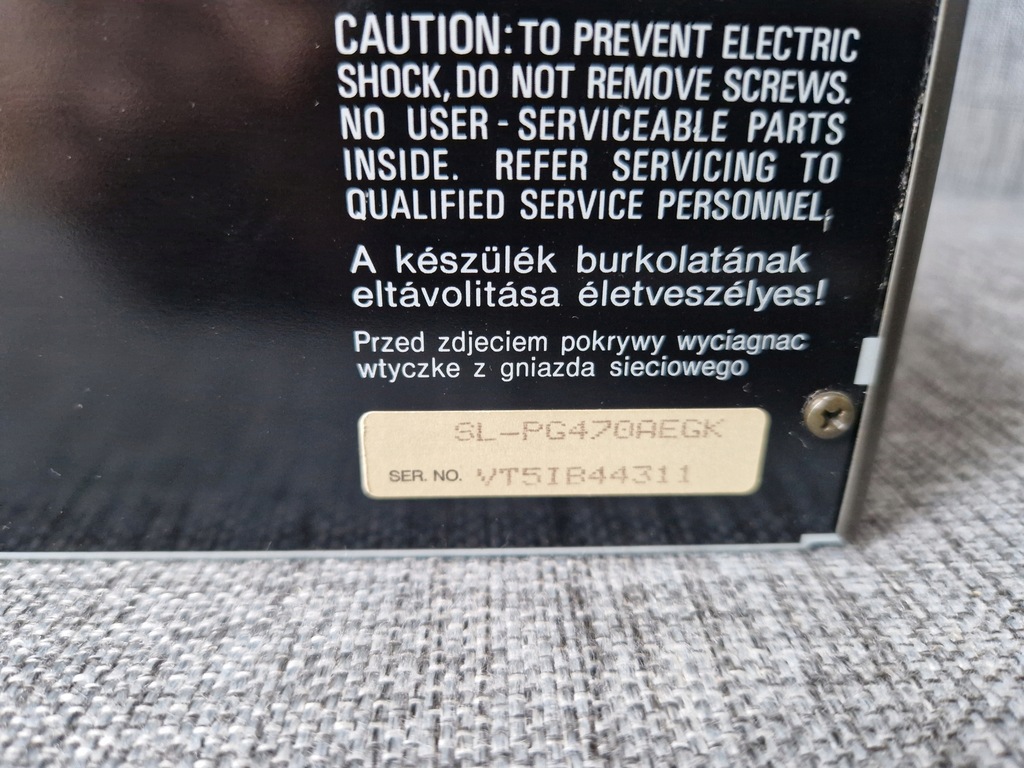 CAUTION: TO PREVENT ELECTRIC
SHOCK, DO NOT REMOVE SCREWS.
NO USER-SERVICEABLE PARTS
INSIDE. REFER SERVICING TO
QUALIFIED SERVICE PERSONNEL.
A készülék burkolatának
eltávolitása életveszélyes!
Przed zdjeciem pokrywy wyciagnac
wtyczke z gniazda sieciowego
SL-PG470AEGK
SER. NO. VT5IB44311